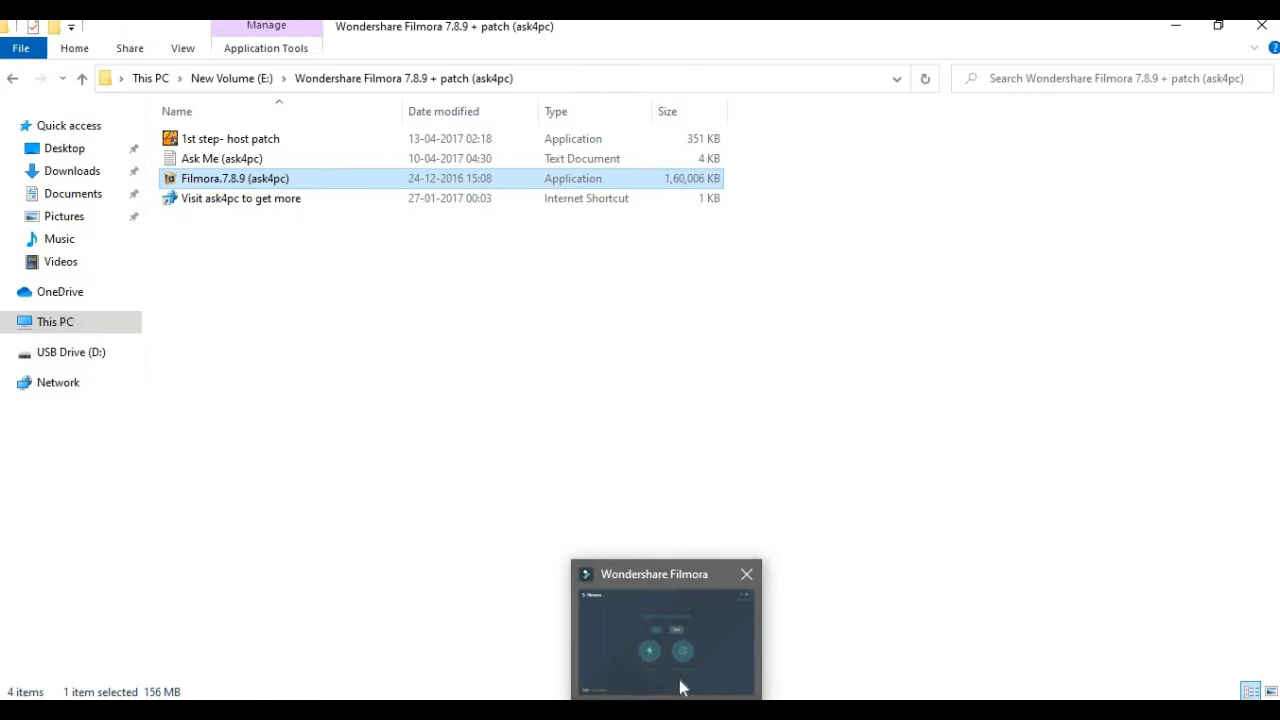 Manage
Wondershare Filmora 7.8.9 + patch (ask4pc)
File
Home
Share
View
Application Tools
This PC
New Volume (E:)
Wondershare Filmora 7.8.9 + patch (ask4pc)
Search Wondershare Filmora 7.8.9 + patch (ask4pc)
Name
Date modified
Type
Size
1st step- host patch 13-04-2017 02:18 Application 351 KB
Ask Me (ask4pc) 10-04-2017 04:30 Text Document 4 KB
Filmora.7.8.9 (ask4pc) 24-12-2016 15:08 Application 1,60,006 KB
Visit ask4pc to get more 27-01-2017 00:03 Internet Shortcut 1 KB
Quick access
Desktop
Downloads
Documents
Pictures
Music
Videos
OneDrive
This PC
USB Drive (D:)
Network
Wondershare Filmora
filmora
4 items
1 item selected 156 MB